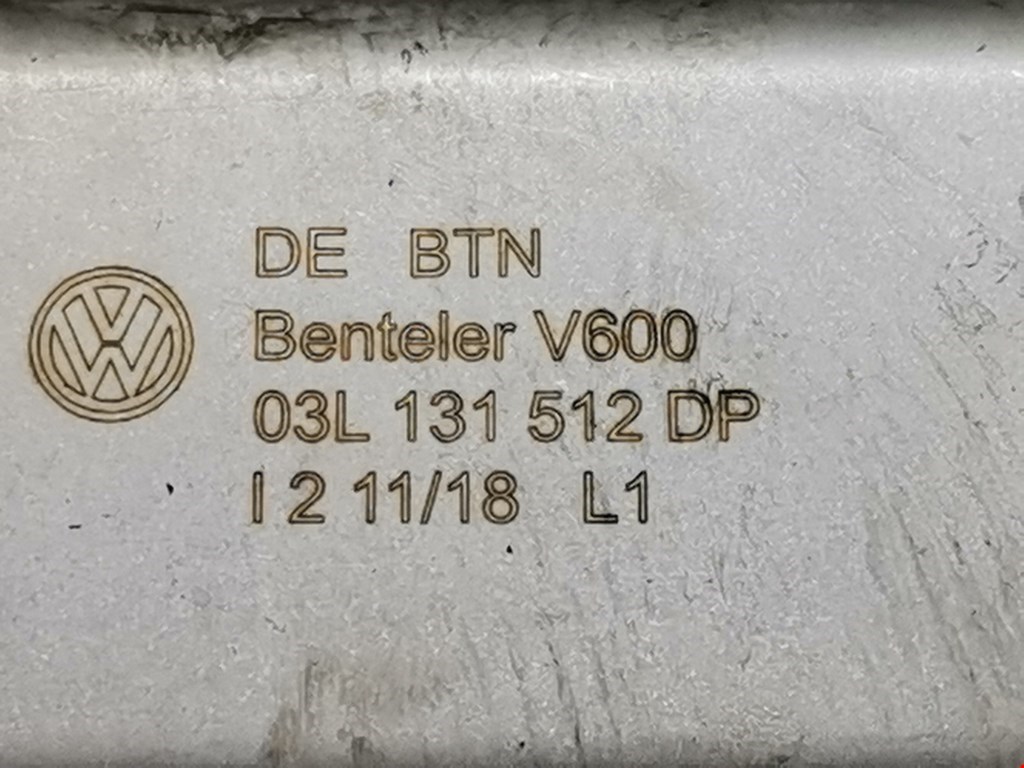 DE BTN
Benteler V600
03L 131 512 DP
I 2 11/18 L1